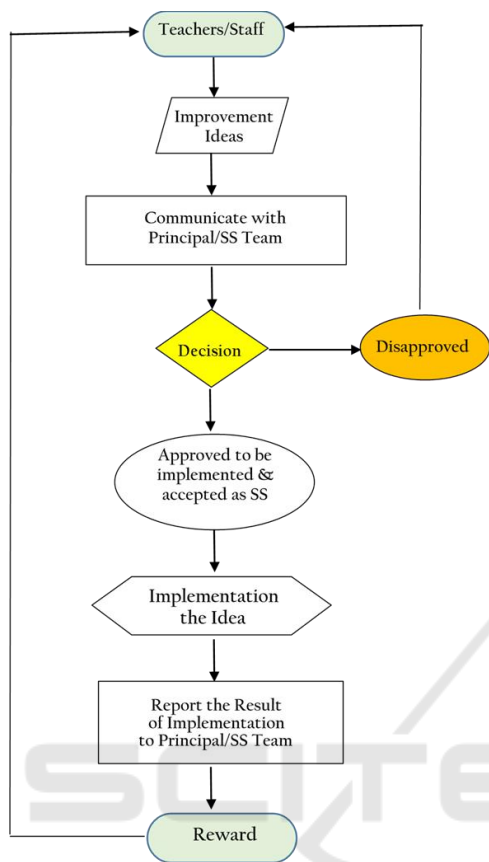 Teachers/Staff
Improvement
Ideas
Communicate with
Principal/SS Team
Decision
Disapproved
Approved to be
implemented &
accepted as SS
Implementation
the Idea
Report the Result
of Implementation
to Principal/SS Team
Reward
SCITE